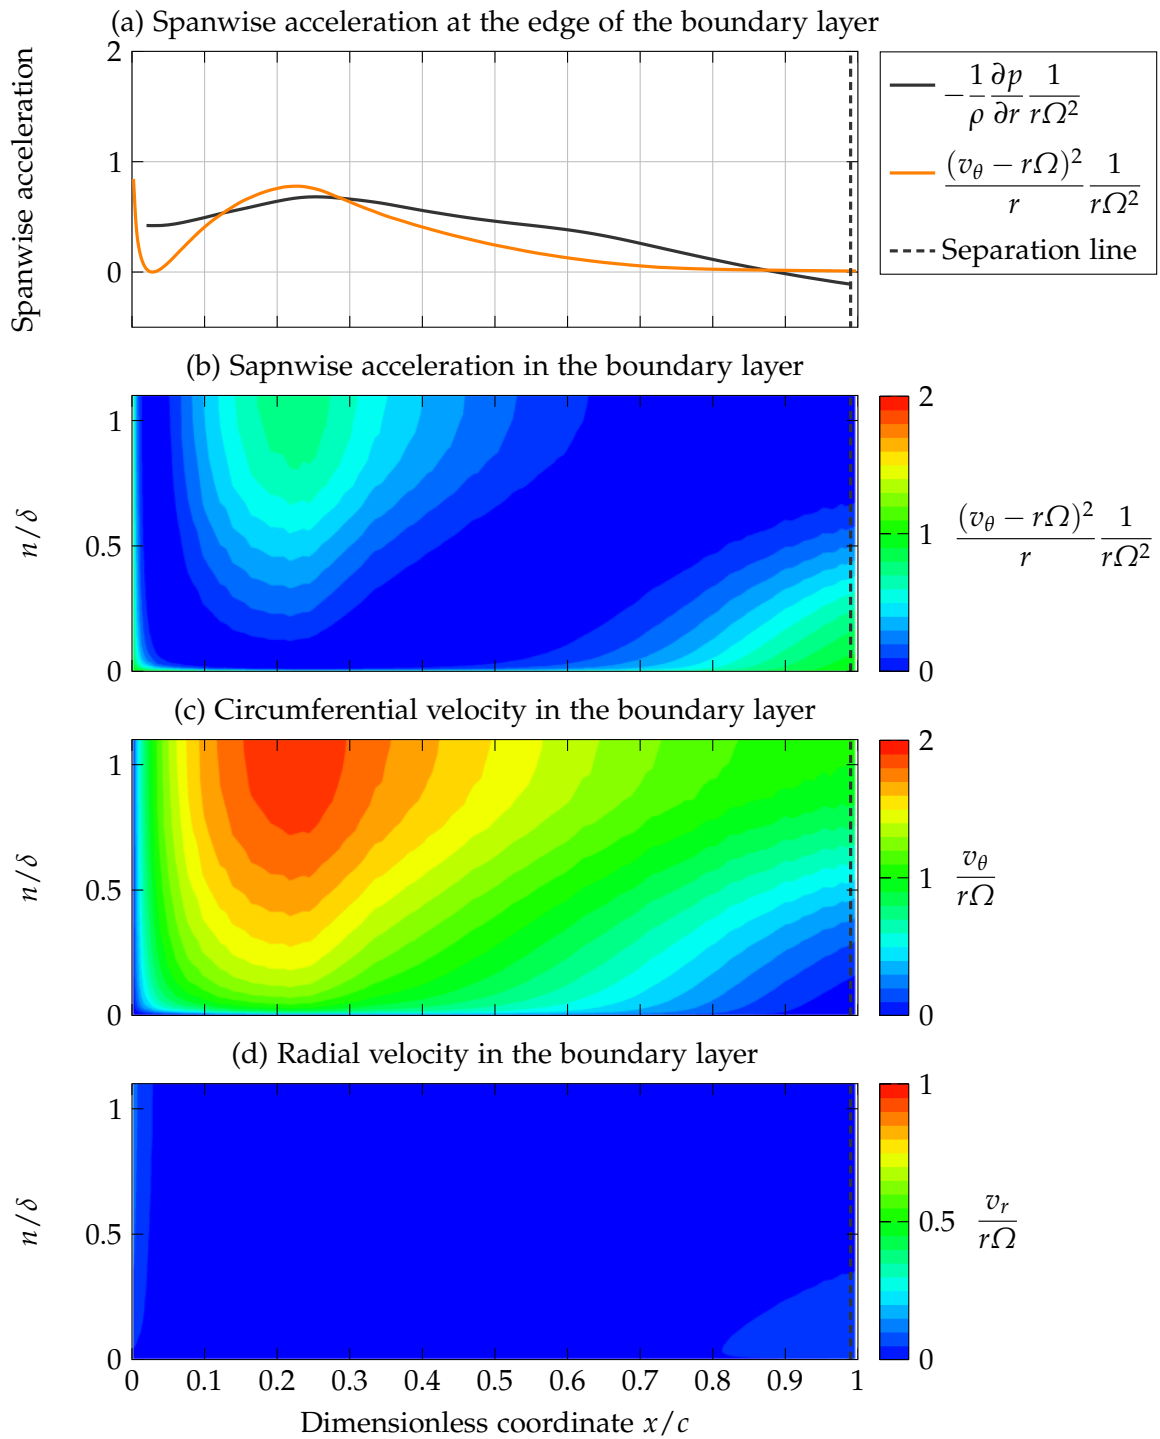 (a) Spanwise acceleration at the edge of the boundary layer
Spanwise acceleration
2
1
0
−1/ρ ∂p/∂r 1/rΩ²
(v_θ − rΩ)²/r 1/rΩ²
Separation line
(b) Sapnwise acceleration in the boundary layer
n/δ
1
0.5
0
2
1
0
(v_θ − rΩ)²/r 1/rΩ²
(c) Circumferential velocity in the boundary layer
n/δ
1
0.5
0
2
1
0
v_θ/rΩ
(d) Radial velocity in the boundary layer
n/δ
1
0.5
0
1
0.5
0
v_r/rΩ
0 0.1 0.2 0.3 0.4 0.5 0.6 0.7 0.8 0.9 1
Dimensionless coordinate x/c